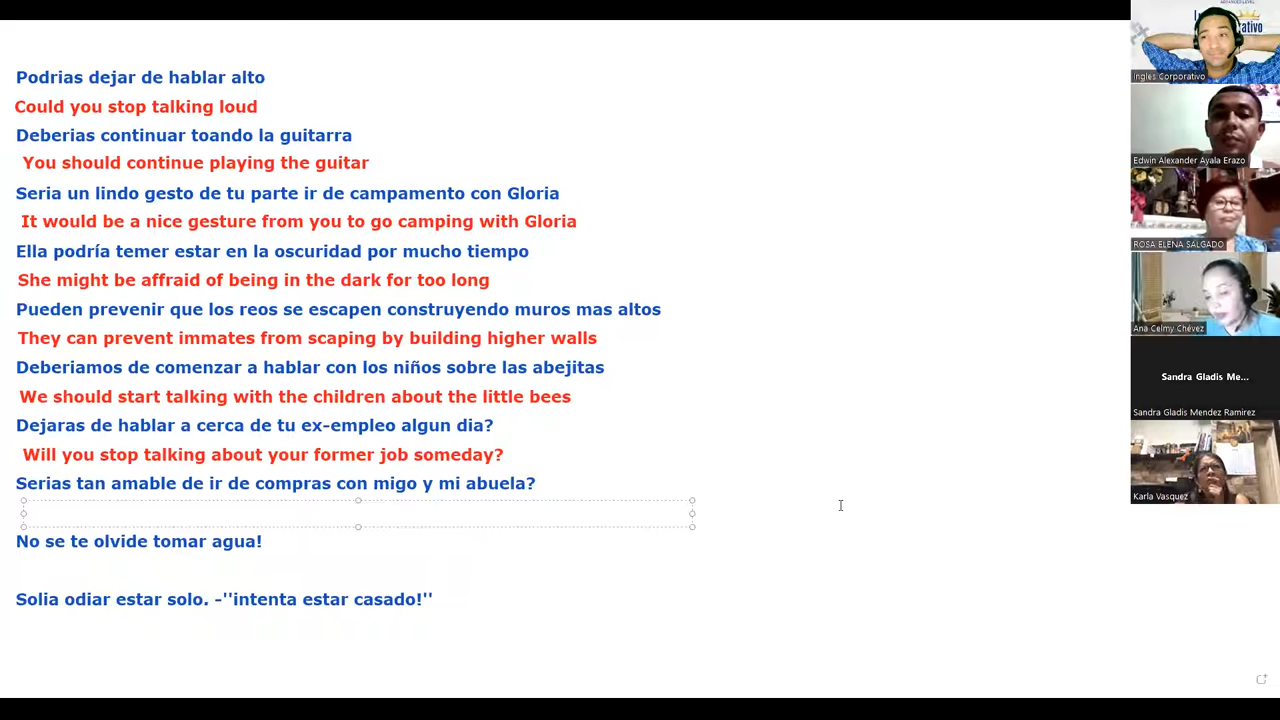 Podrias dejar de hablar alto
Could you stop talking loud
Deberias continuar toando la guitarra
You should continue playing the guitar
Seria un lindo gesto de tu parte ir de campamento con Gloria
It would be a nice gesture from you to go camping with Gloria
Ella podría temer estar en la oscuridad por mucho tiempo
She might be affraid of being in the dark for too long
Pueden prevenir que los reos se escapen construyendo muros mas altos
They can prevent immates from scaping by building higher walls
Deberiamos de comenzar a hablar con los niños sobre las abejitas
We should start talking with the children about the little bees
Dejaras de hablar a cerca de tu ex-empleo algun dia?
Will you stop talking about your former job someday?
Serias tan amable de ir de compras con migo y mi abuela?
No se te olvide tomar agua!
Solia odiar estar solo. -''intenta estar casado!''
Ingles Corporativo
Edwin Alexander Ayala Erazo
ROSA ELENA SALGADO
Ana Celmy Chévez
Sandra Gladis Me...
Sandra Gladis Mendez Ramirez
Karla Vasquez